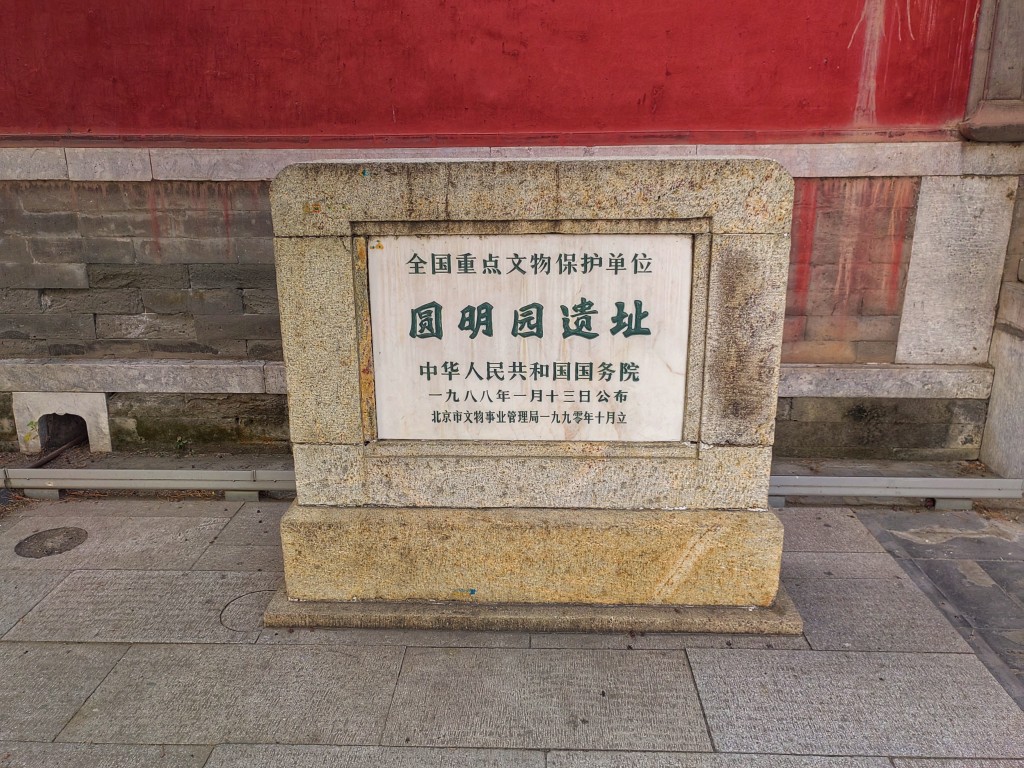 全国重点文物保护单位
圆明园遗址
中华人民共和国国务院
一九八八年一月十三日公布
北京市文物事业管理局一九九零年十月立